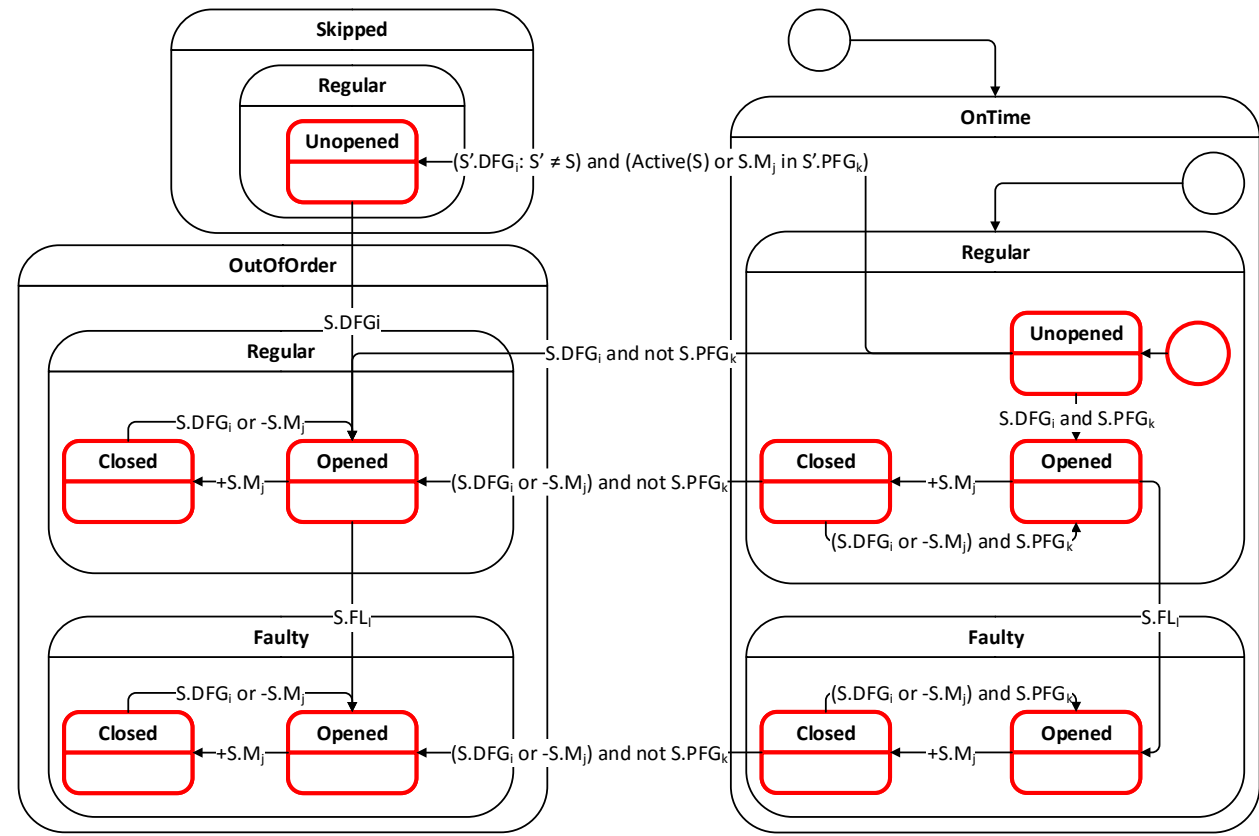 Skipped
Regular
Unopened
OnTime
(S'.DFGi: S' ≠ S) and (Active(S) or S.Mj in S'.PFGk)
Regular
OutOfOrder
S.DFGi
Regular
Unopened
S.DFGi and not S.PFGk
S.DFGi or -S.Mj
S.DFGi and S.PFGk
Closed
+S.Mj
Opened
(S.DFGi or -S.Mj) and not S.PFGk
Closed
+S.Mj
Opened
(S.DFGi or -S.Mj) and S.PFGk
S.FLl
S.FLl
Faulty
Faulty
S.DFGi or -S.Mj
(S.DFGi or -S.Mj) and S.PFGk
Closed
+S.Mj
Opened
(S.DFGi or -S.Mj) and not S.PFGk
Closed
+S.Mj
Opened